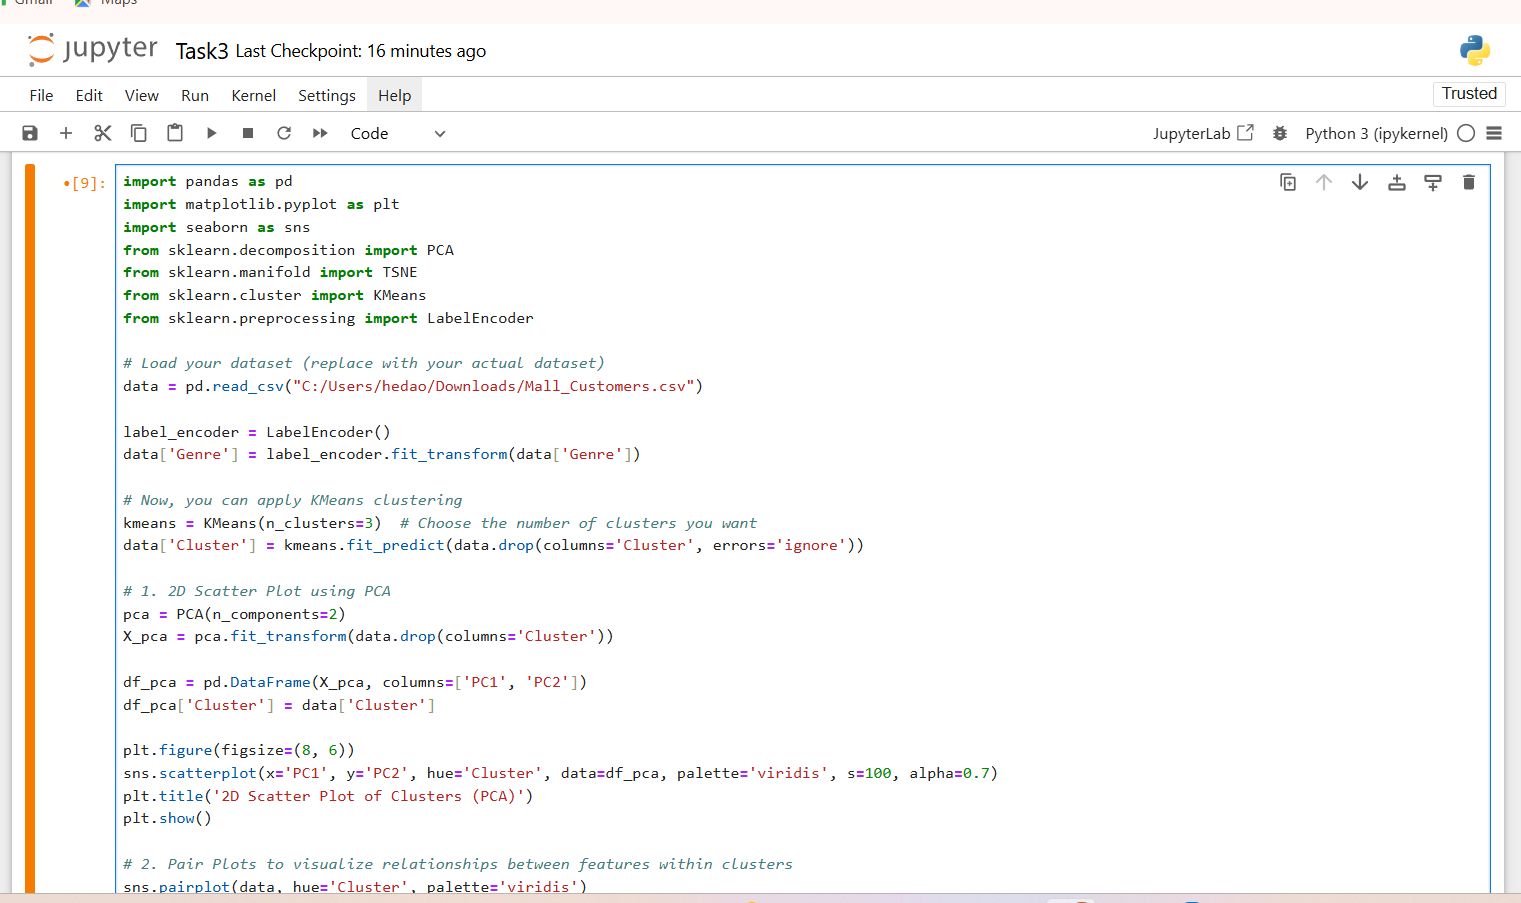 Gmail Maps
jupyter Task3 Last Checkpoint: 16 minutes ago
File Edit View Run Kernel Settings Help Trusted
Code JupyterLab Python 3 (ipykernel)
•[9]:
import pandas as pd
import matplotlib.pyplot as plt
import seaborn as sns
from sklearn.decomposition import PCA
from sklearn.manifold import TSNE
from sklearn.cluster import KMeans
from sklearn.preprocessing import LabelEncoder
# Load your dataset (replace with your actual dataset)
data = pd.read_csv("C:/Users/hedao/Downloads/Mall_Customers.csv")
label_encoder = LabelEncoder()
data['Genre'] = label_encoder.fit_transform(data['Genre'])
# Now, you can apply KMeans clustering
kmeans = KMeans(n_clusters=3)  # Choose the number of clusters you want
data['Cluster'] = kmeans.fit_predict(data.drop(columns='Cluster', errors='ignore'))
# 1. 2D Scatter Plot using PCA
pca = PCA(n_components=2)
X_pca = pca.fit_transform(data.drop(columns='Cluster'))
df_pca = pd.DataFrame(X_pca, columns=['PC1', 'PC2'])
df_pca['Cluster'] = data['Cluster']
plt.figure(figsize=(8, 6))
sns.scatterplot(x='PC1', y='PC2', hue='Cluster', data=df_pca, palette='viridis', s=100, alpha=0.7)
plt.title('2D Scatter Plot of Clusters (PCA)')
plt.show()
# 2. Pair Plots to visualize relationships between features within clusters
sns.pairplot(data, hue='Cluster', palette='viridis')